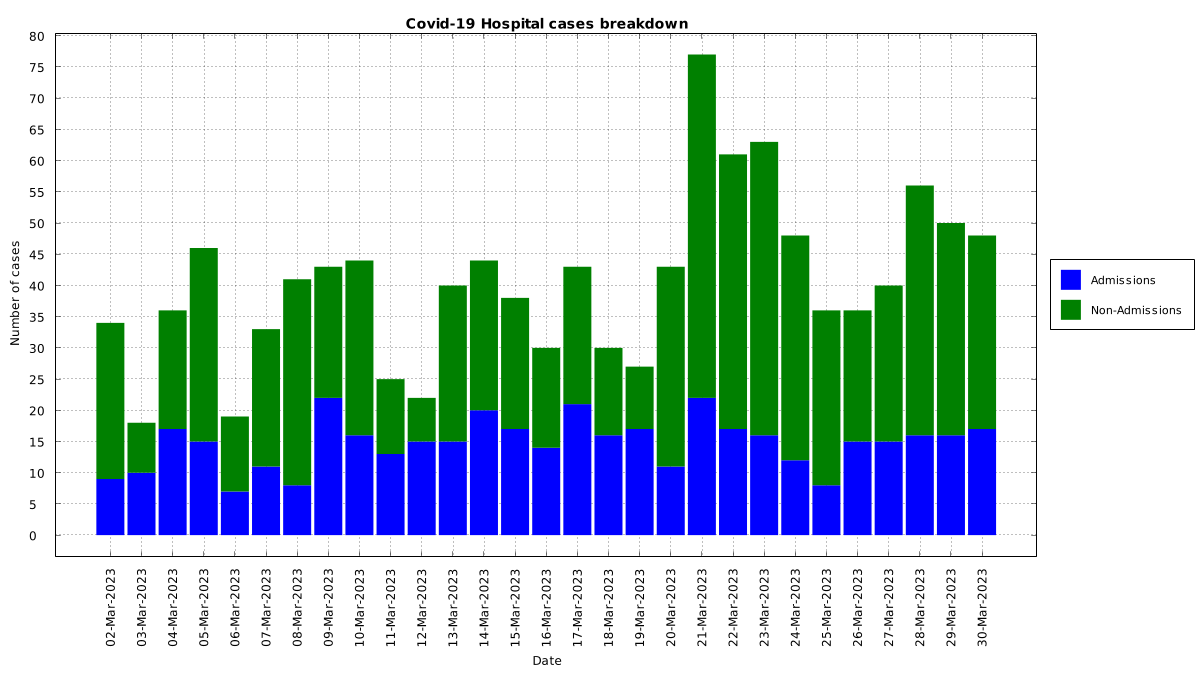 Covid-19 Hospital cases breakdown
80
75
70
65
60
55
50
45
40
35
30
25
20
15
10
5
0
Number of cases
Admissions
Non-Admissions
02-Mar-2023
03-Mar-2023
04-Mar-2023
05-Mar-2023
06-Mar-2023
07-Mar-2023
08-Mar-2023
09-Mar-2023
10-Mar-2023
11-Mar-2023
12-Mar-2023
13-Mar-2023
14-Mar-2023
15-Mar-2023
16-Mar-2023
17-Mar-2023
18-Mar-2023
19-Mar-2023
20-Mar-2023
21-Mar-2023
22-Mar-2023
23-Mar-2023
24-Mar-2023
25-Mar-2023
26-Mar-2023
27-Mar-2023
28-Mar-2023
29-Mar-2023
30-Mar-2023
Date